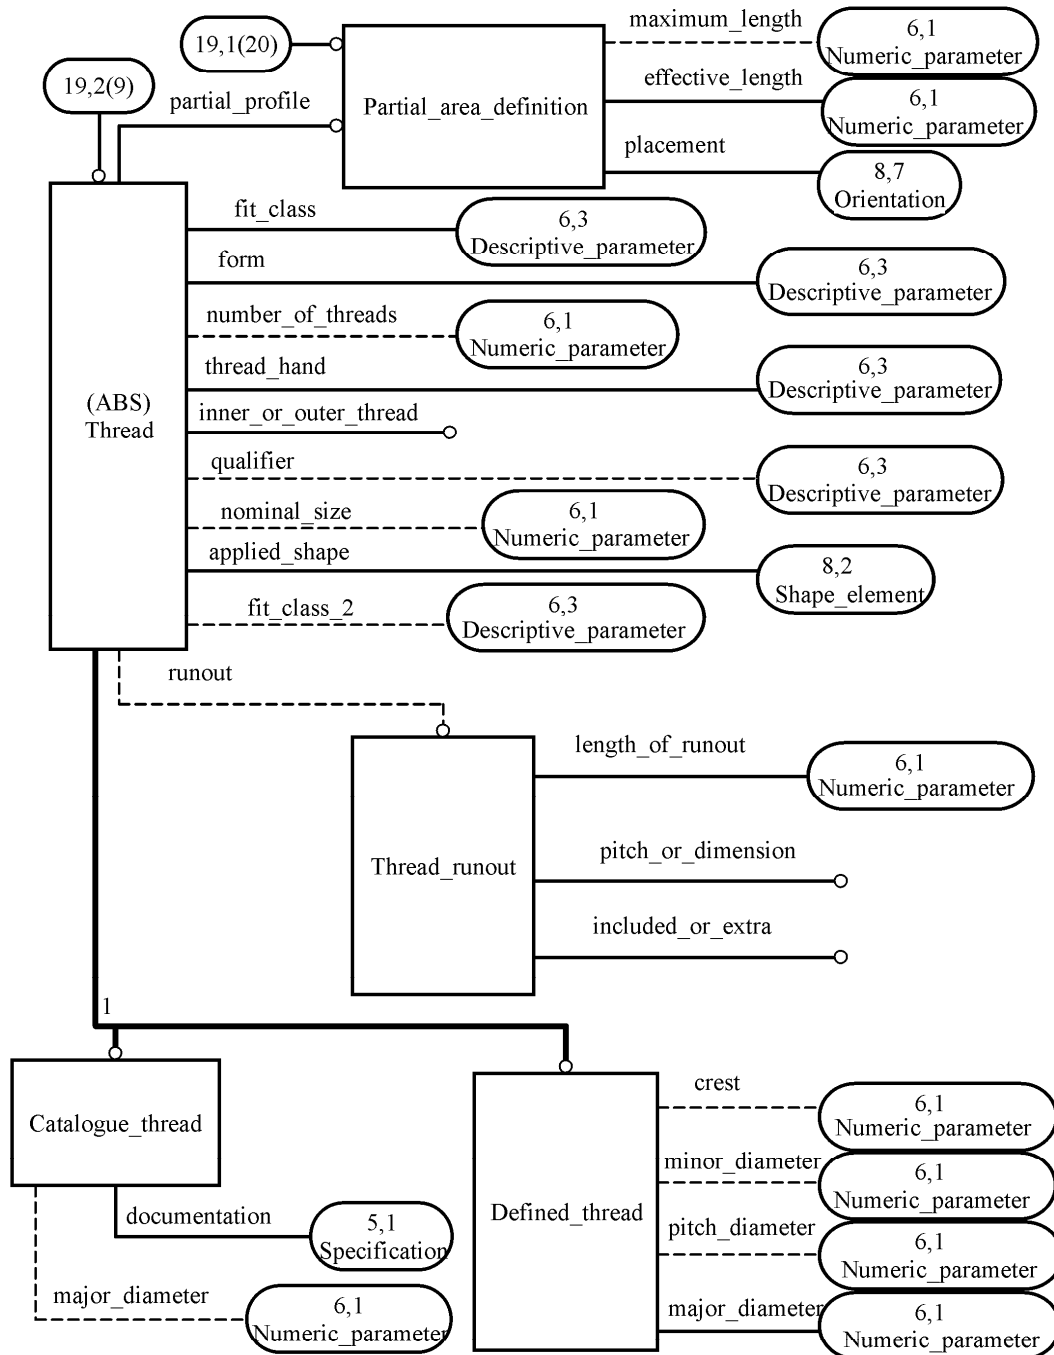 19,1(20)
maximum_length
6,1
Numeric_parameter
19,2(9)
partial_profile
Partial_area_definition
effective_length
6,1
Numeric_parameter
placement
8,7
Orientation
fit_class
6,3
Descriptive_parameter
form
6,3
Descriptive_parameter
number_of_threads
6,1
Numeric_parameter
thread_hand
6,3
Descriptive_parameter
(ABS)
Thread
inner_or_outer_thread
qualifier
6,3
Descriptive_parameter
nominal_size
6,1
Numeric_parameter
applied_shape
8,2
Shape_element
fit_class_2
6,3
Descriptive_parameter
runout
length_of_runout
6,1
Numeric_parameter
Thread_runout
pitch_or_dimension
included_or_extra
1
Catalogue_thread
documentation
5,1
Specification
major_diameter
6,1
Numeric_parameter
Defined_thread
crest
6,1
Numeric_parameter
minor_diameter
6,1
Numeric_parameter
pitch_diameter
6,1
Numeric_parameter
major_diameter
6,1
Numeric_parameter